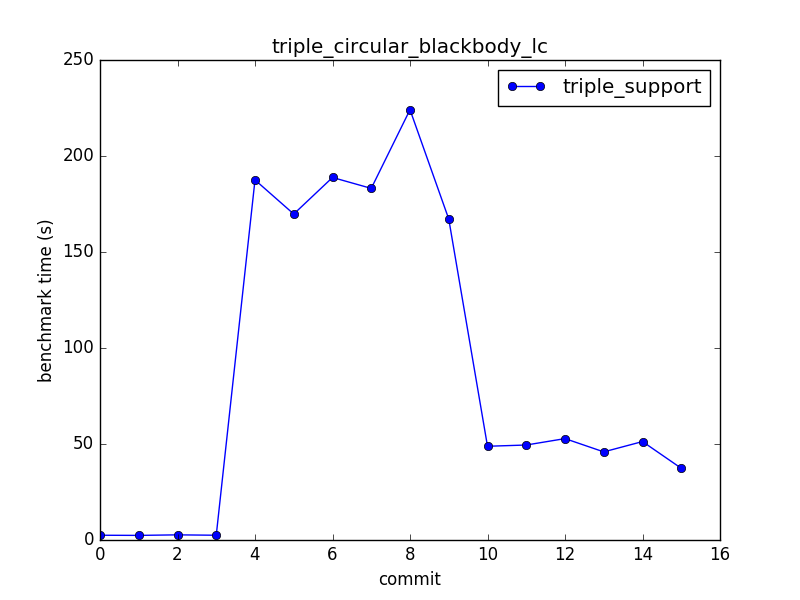 triple_circular_blackbody_lc
triple_support
250
200
150
100
50
0
benchmark time (s)
0 2 4 6 8 10 12 14 16
commit